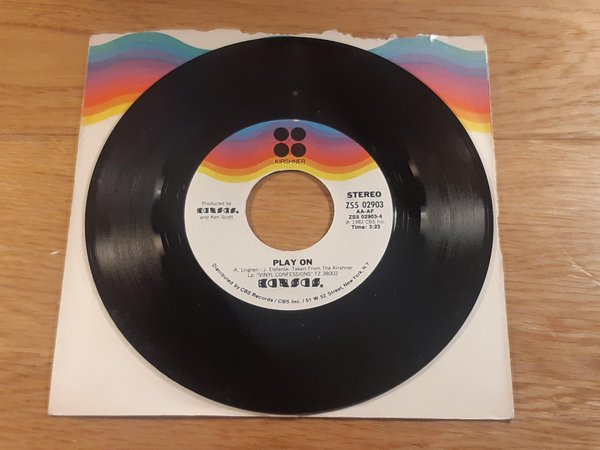 KIRSHNER
STEREO
ZS5 02903
AA-AF
ZS5 02903-4
℗ 1982 CBS Inc.
Time: 3:23
Produced by
KANSAS®
and Ken Scott
PLAY ON
-K. Livgren - J. Elefante- Taken From The Kirshner
Lp "VINYL CONFESSIONS" FZ 38002
KANSAS®
Distributed by CBS Records / CBS Inc. / 51 W. 52 Street, New York, N.Y.